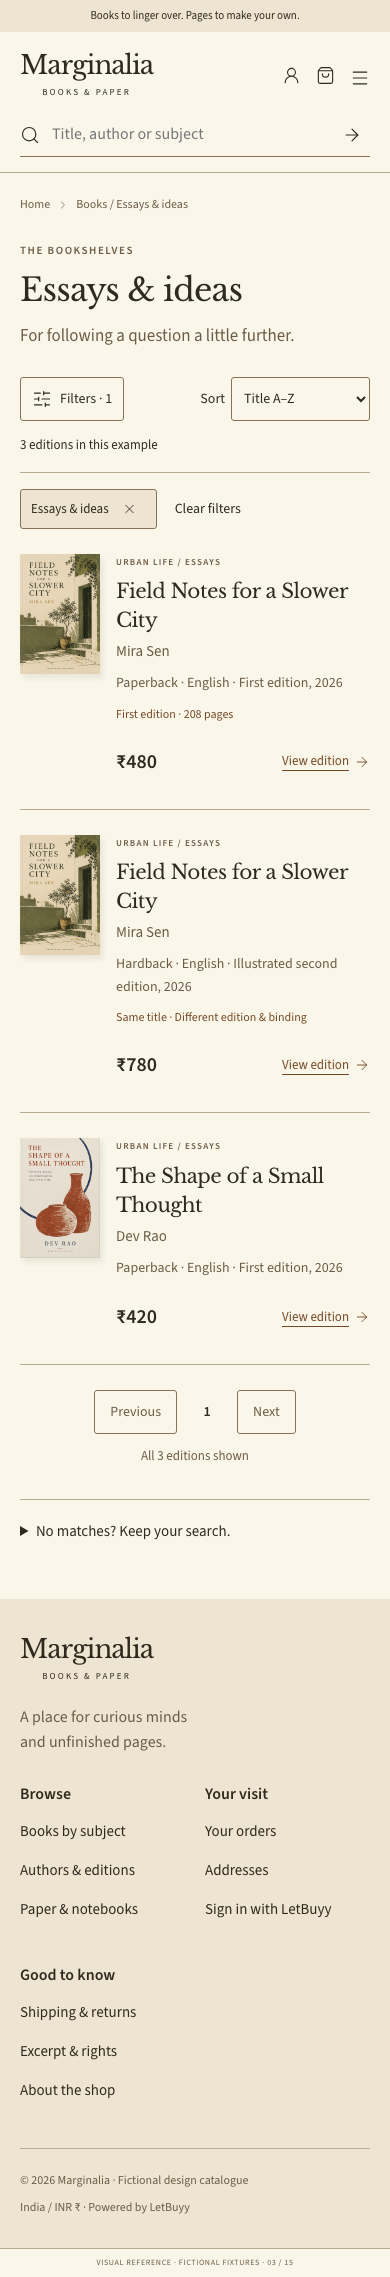 Books to linger over. Pages to make your own.
Marginalia
BOOKS & PAPER
Title, author or subject
Home
Books / Essays & ideas
THE BOOKSHELVES
Essays & ideas
For following a question a little further.
Filters · 1
Sort
Title A–Z
3 editions in this example
Essays & ideas
Clear filters
FIELD
NOTES
FOR A
SLOWER
CITY
MIRA SEN
URBAN LIFE / ESSAYS
Field Notes for a Slower
City
Mira Sen
Paperback · English · First edition, 2026
First edition · 208 pages
₹480
View edition
FIELD
NOTES
FOR A
SLOWER
CITY
MIRA SEN
URBAN LIFE / ESSAYS
Field Notes for a Slower
City
Mira Sen
Hardback · English · Illustrated second
edition, 2026
Same title · Different edition & binding
₹780
View edition
THE
SHAPE OF A
SMALL THOUGHT
DEV RAO
URBAN LIFE / ESSAYS
The Shape of a Small
Thought
Dev Rao
Paperback · English · First edition, 2026
₹420
View edition
Previous
1
Next
All 3 editions shown
No matches? Keep your search.
Marginalia
BOOKS & PAPER
A place for curious minds
and unfinished pages.
Browse
Books by subject
Authors & editions
Paper & notebooks
Your visit
Your orders
Addresses
Sign in with LetBuyy
Good to know
Shipping & returns
Excerpt & rights
About the shop
© 2026 Marginalia · Fictional design catalogue
India / INR ₹ · Powered by LetBuyy
VISUAL REFERENCE · FICTIONAL FIXTURES · 03 / 15